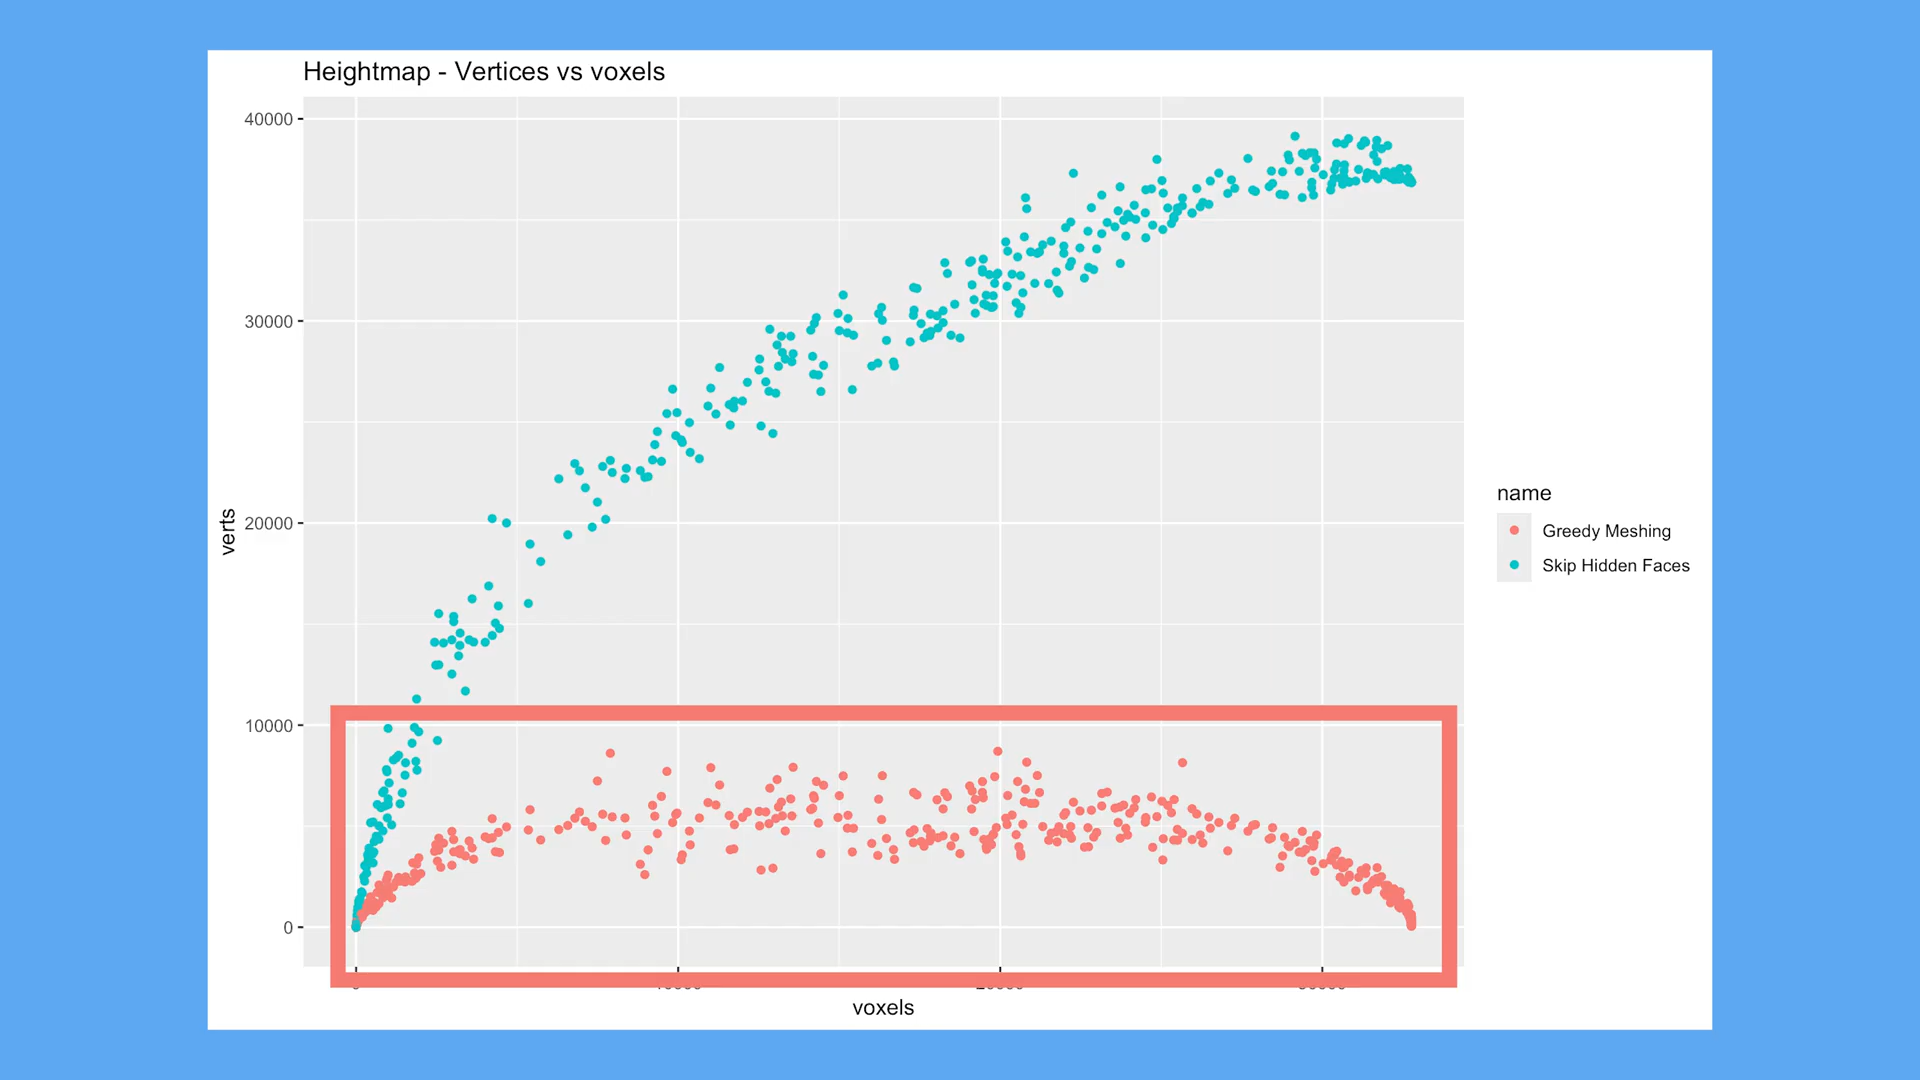 Heightmap - Vertices vs voxels
40000
30000
20000
10000
0
verts
voxels
name
Greedy Meshing
Skip Hidden Faces